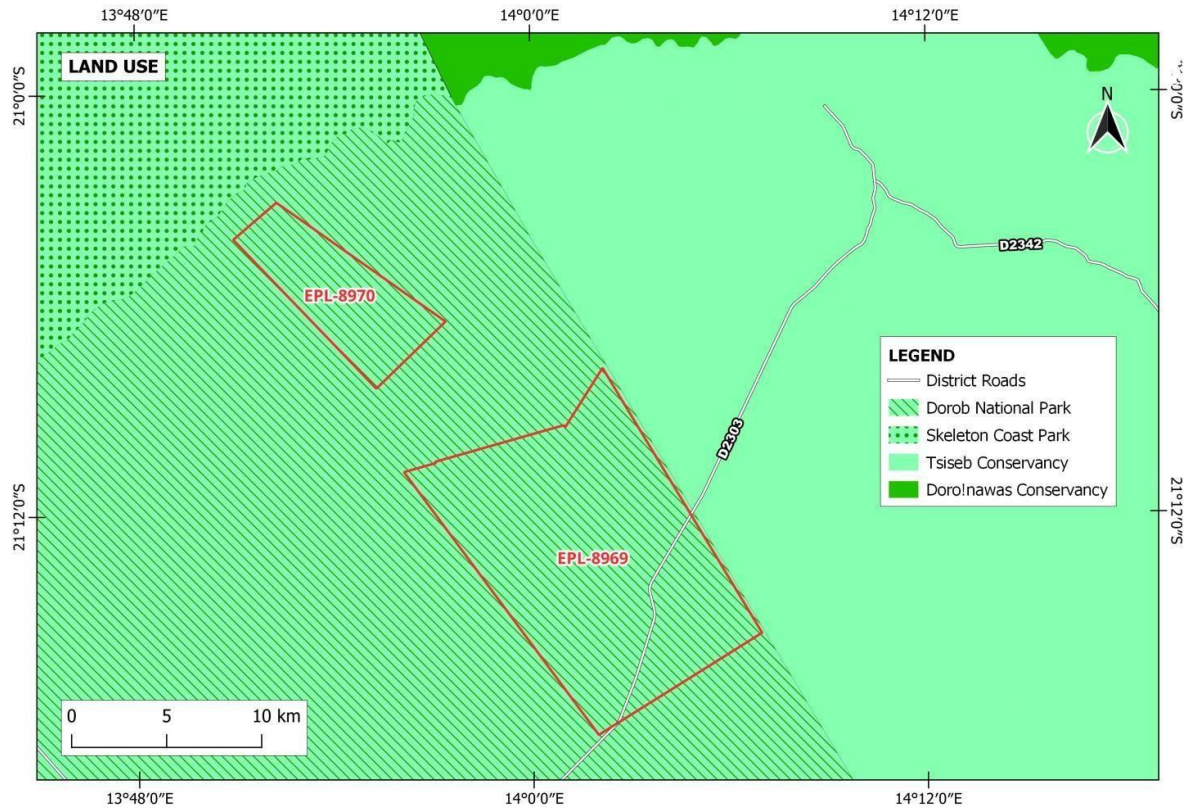 13°48'0"E
14°0'0"E
14°12'0"E
LAND USE
21°0'0"S
N
D2342
EPL-8970
LEGEND
District Roads
Dorob National Park
Skeleton Coast Park
Tsiseb Conservancy
Doro!nawas Conservancy
D2303
21°12'0"S
21°12'0"S
EPL-8969
0 5 10 km
13°48'0"E
14°0'0"E
14°12'0"E